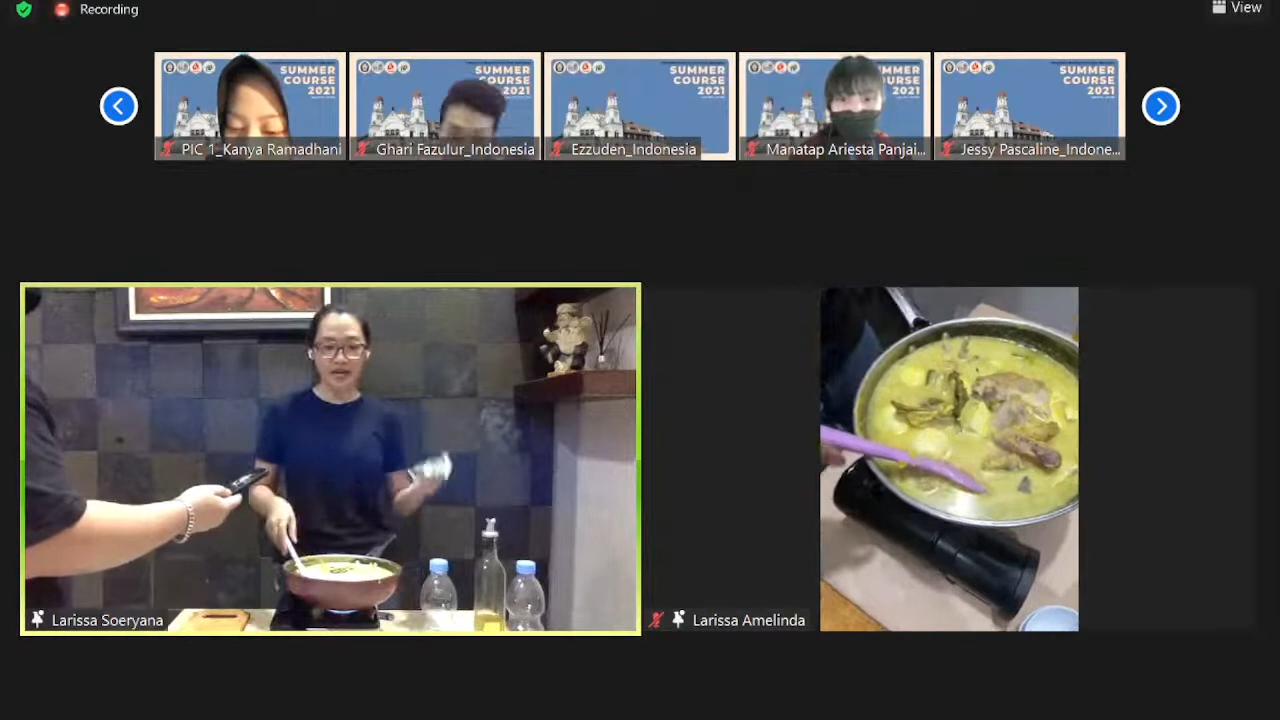 Recording
View
SUMMER
COURSE
2021
SUMMER
COURSE
2021
SUMMER
COURSE
2021
SUMMER
COURSE
2021
SUMMER
COURSE
2021
PIC 1_Kanya Ramadhani
Ghari Fazulur_Indonesia
Ezzuden_Indonesia
Manatap Ariesta Panjai...
Jessy Pascaline_Indone...
Larissa Soeryana
Larissa Amelinda